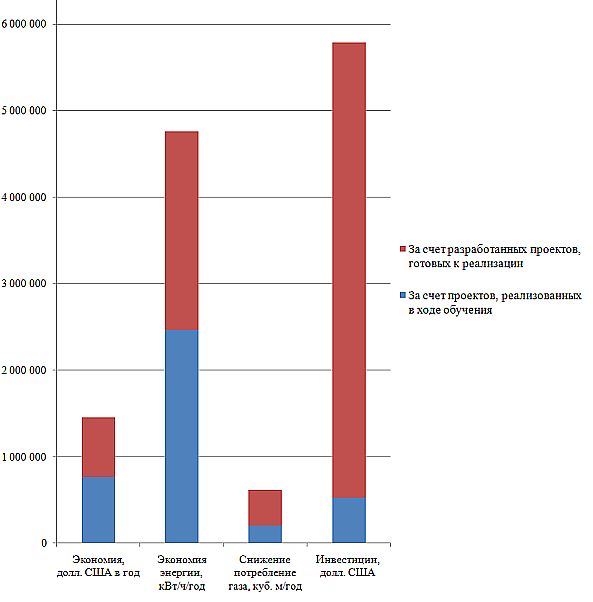 6 000 000
5 000 000
4 000 000
3 000 000
2 000 000
1 000 000
0
Экономия,
долл. США в год
Экономия
энергии,
кВт/ч/год
Снижение
потребление
газа, куб. м/год
Инвестиции,
долл. США
За счет разработанных проектов,
готовых к реализации
За счет проектов, реализованных
в ходе обучения